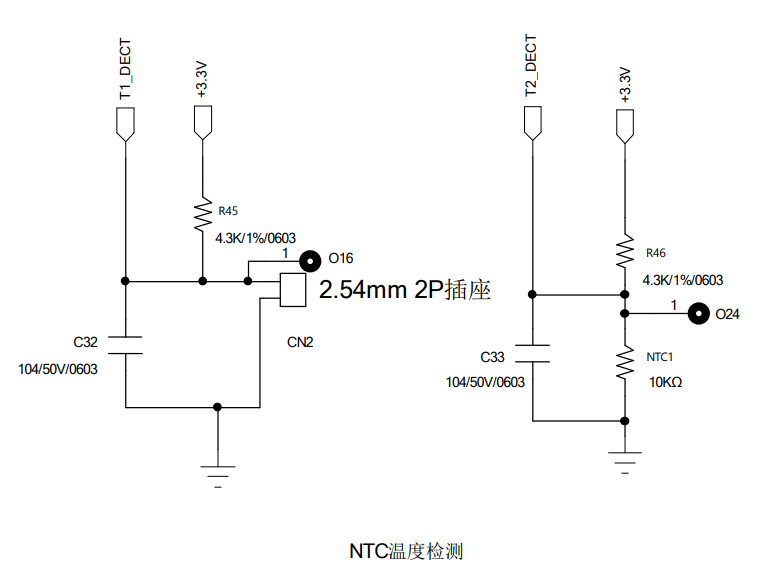 T1_DECT
+3.3V
R45
4.3K/1%/0603
1
O16
2.54mm 2P插座
C32
104/50V/0603
CN2
T2_DECT
+3.3V
R46
4.3K/1%/0603
1
O24
C33
104/50V/0603
NTC1
10KΩ
NTC温度检测